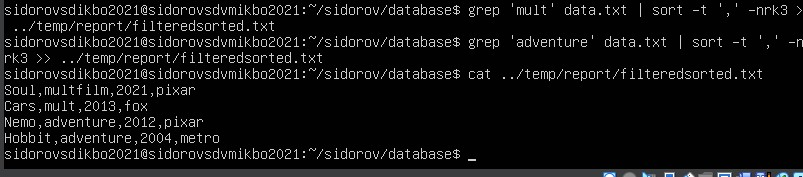 sidorovsdikbo2021@sidorovsdvmikbo2021:~/sidorov/database$ grep 'mult' data.txt | sort -t ',' -nrk3 >
 ../temp/report/filteredsorted.txt
sidorovsdikbo2021@sidorovsdvmikbo2021:~/sidorov/database$ grep 'adventure' data.txt | sort -t ',' -n
rk3 >> ../temp/report/filteredsorted.txt
sidorovsdikbo2021@sidorovsdvmikbo2021:~/sidorov/database$ cat ../temp/report/filteredsorted.txt
Soul,multfilm,2021,pixar
Cars,mult,2013,fox
Nemo,adventure,2012,pixar
Hobbit,adventure,2004,metro
sidorovsdikbo2021@sidorovsdvmikbo2021:~/sidorov/database$ _